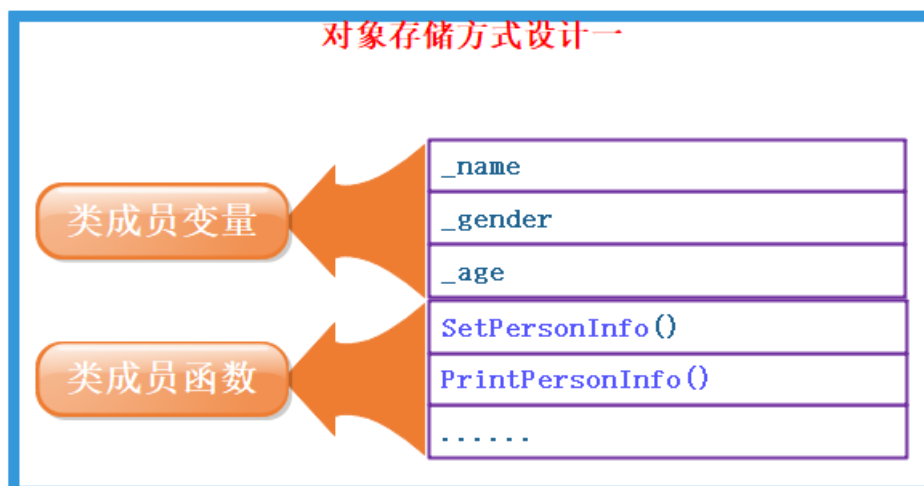 对象存储方式设计一
_name
类成员变量
_gender
_age
SetPersonInfo()
类成员函数
PrintPersonInfo()
......